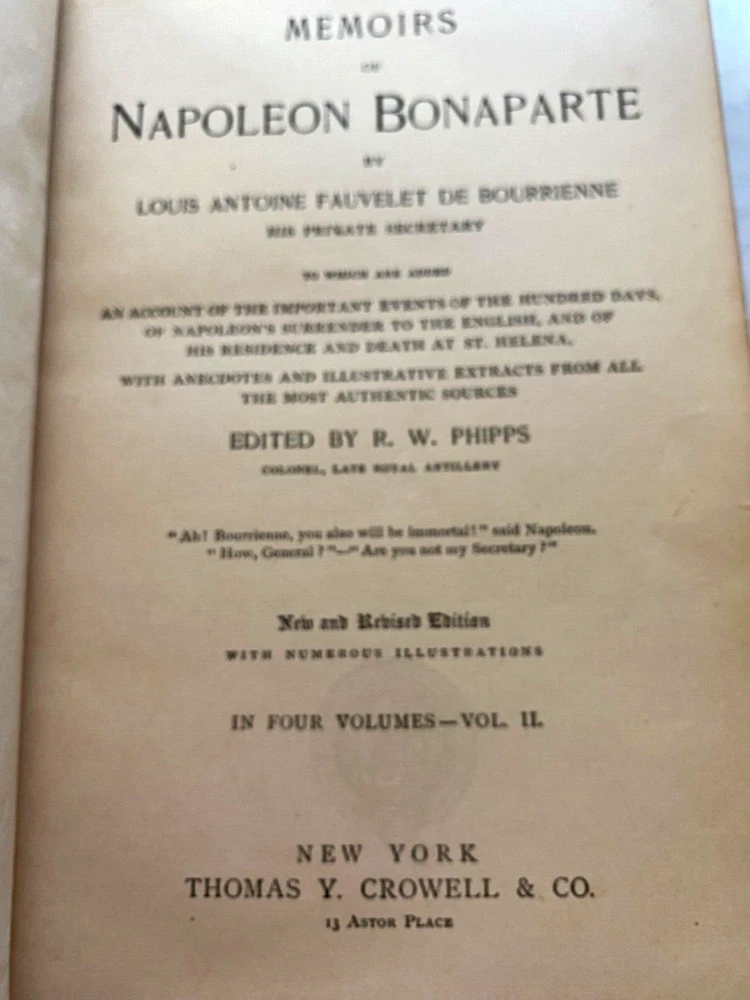 MEMOIRS
OF
NAPOLEON BONAPARTE
BY
LOUIS ANTOINE FAUVELET DE BOURRIENNE
HIS PRIVATE SECRETARY
TO WHICH ARE ADDED
AN ACCOUNT OF THE IMPORTANT EVENTS OF THE HUNDRED DAYS,
OF NAPOLEON'S SURRENDER TO THE ENGLISH, AND OF
HIS RESIDENCE AND DEATH AT ST. HELENA,
WITH ANECDOTES AND ILLUSTRATIVE EXTRACTS FROM ALL
THE MOST AUTHENTIC SOURCES
EDITED BY R. W. PHIPPS
COLONEL, LATE ROYAL ARTILLERY
"Ah! Bourrienne, you also will be immortal!" said Napoleon.
"How, General?"—"Are you not my Secretary?"
New and Revised Edition
WITH NUMEROUS ILLUSTRATIONS
IN FOUR VOLUMES—VOL. II.
NEW YORK
THOMAS Y. CROWELL & CO.
13 ASTOR PLACE